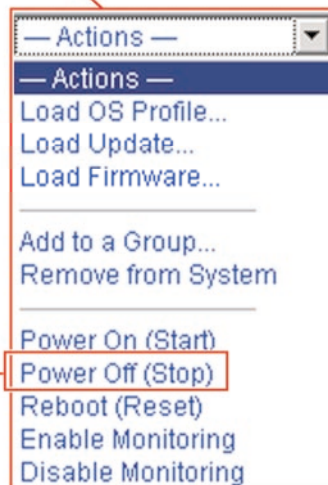 — Actions —
— Actions —
Load OS Profile...
Load Update...
Load Firmware...
Add to a Group...
Remove from System
Power On (Start)
Power Off (Stop)
Reboot (Reset)
Enable Monitoring
Disable Monitoring